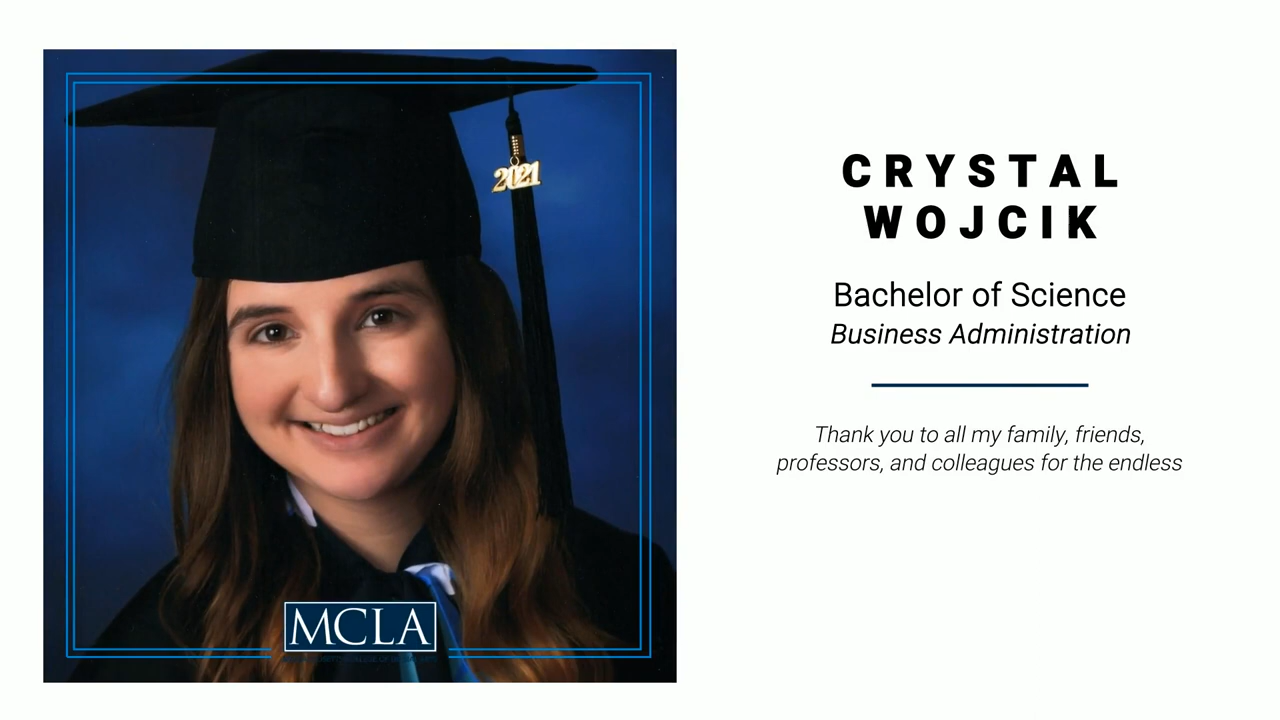 2021
MCLA
CRYSTAL
WOJCIK
Bachelor of Science
Business Administration
Thank you to all my family, friends,
professors, and colleagues for the endless